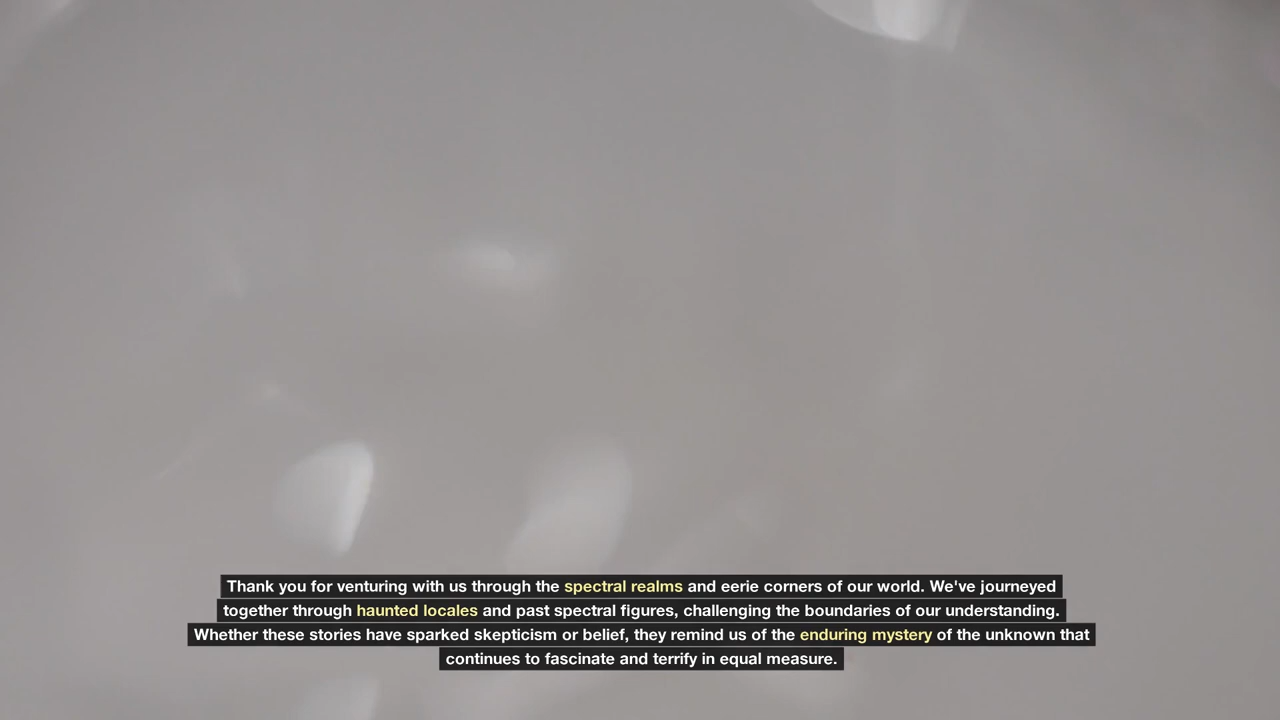 Thank you for venturing with us through the spectral realms and eerie corners of our world. We've journeyed
together through haunted locales and past spectral figures, challenging the boundaries of our understanding.
Whether these stories have sparked skepticism or belief, they remind us of the enduring mystery of the unknown that
continues to fascinate and terrify in equal measure.